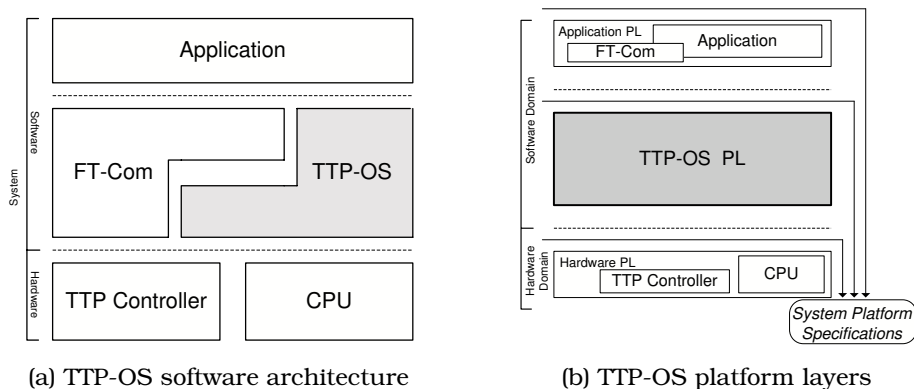 System
Software
Hardware
Application
FT-Com
TTP-OS
TTP Controller
CPU
(a) TTP-OS software architecture
Software Domain
Hardware
Domain
Application PL
Application
FT-Com
TTP-OS PL
Hardware PL
TTP Controller
CPU
System Platform
Specifications
(b) TTP-OS platform layers